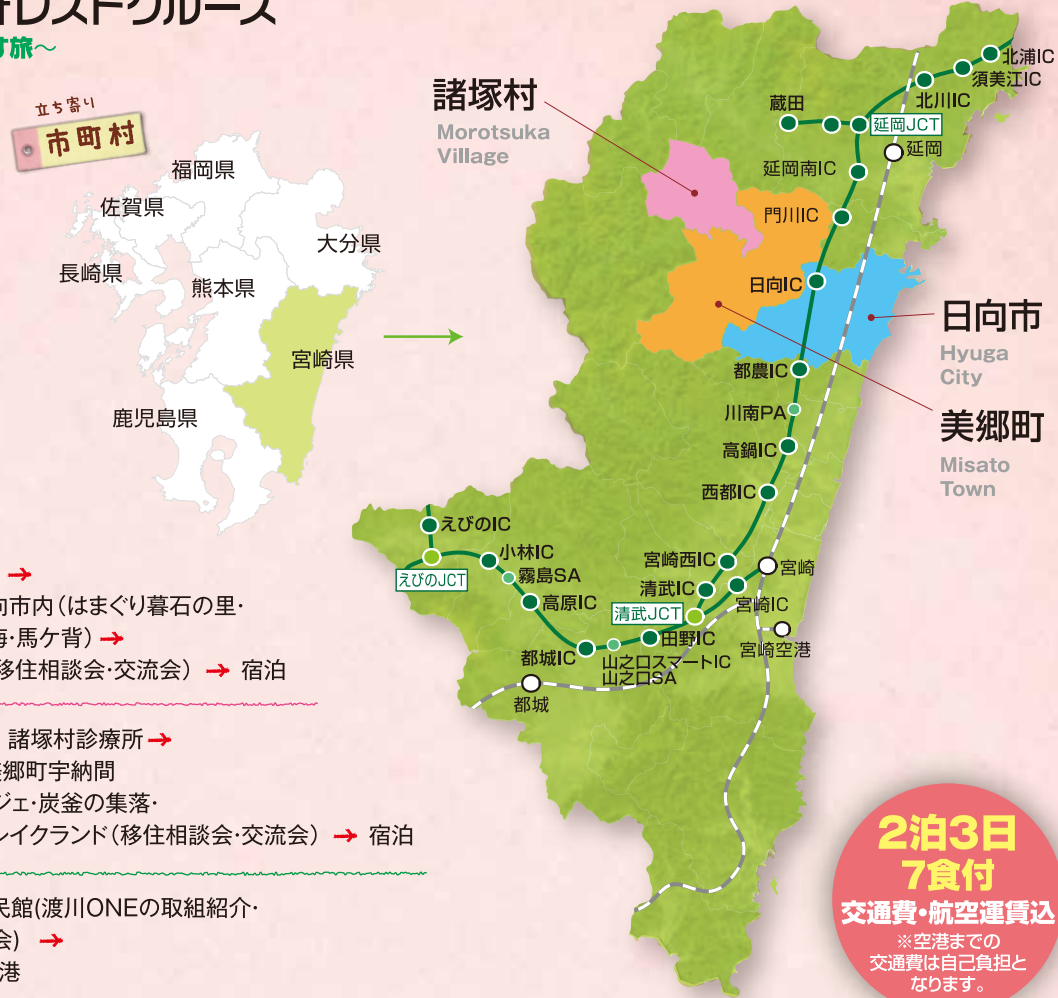 レストクルーズ
す旅～
立ち寄り
市町村
福岡県
佐賀県
長崎県
大分県
熊本県
宮崎県
鹿児島県
諸塚村
Morotsuka
Village
日向市
Hyuga
City
美郷町
Misato
Town
北浦IC
須美江IC
北川IC
蔵田
延岡JCT
延岡
延岡南IC
門川IC
日向IC
都農IC
川南PA
高鍋IC
西都IC
宮崎西IC
宮崎
清武IC
宮崎IC
清武JCT
宮崎空港
田野IC
山之口スマートIC
山之口SA
都城IC
都城
高原IC
霧島SA
小林IC
えびのIC
えびのJCT
→
向市内(はまぐり碁石の里・
海・馬ケ背) →
移住相談会・交流会) → 宿泊
諸塚村診療所 →
美郷町宇納間
ジェ・炭釜の集落・
レイクランド(移住相談会・交流会) → 宿泊
民館(渡川ONEの取組紹介・
会) →
港
2泊3日
7食付
交通費・航空運賃込
※空港までの
交通費は自己負担と
なります。